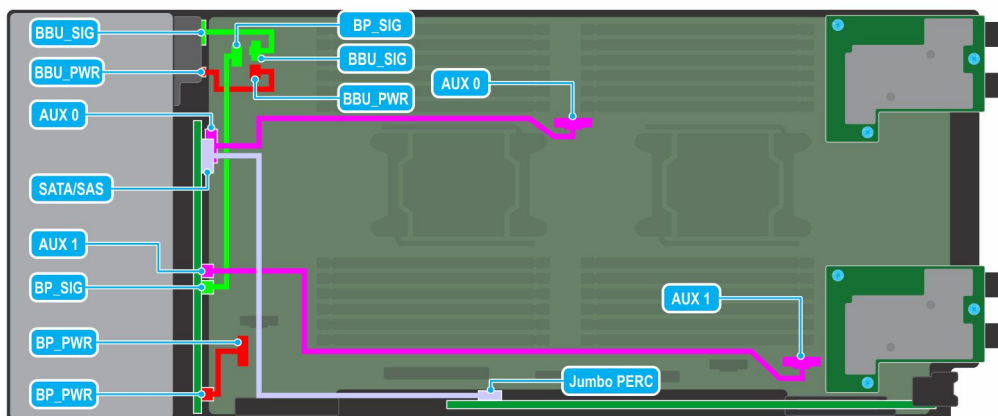 BBU_SIG
BP_SIG
BBU_SIG
BBU_PWR
AUX 0
BBU_PWR
AUX 0
SATA/SAS
AUX 1
BP_SIG
AUX 1
BP_PWR
Jumbo PERC
BP_PWR